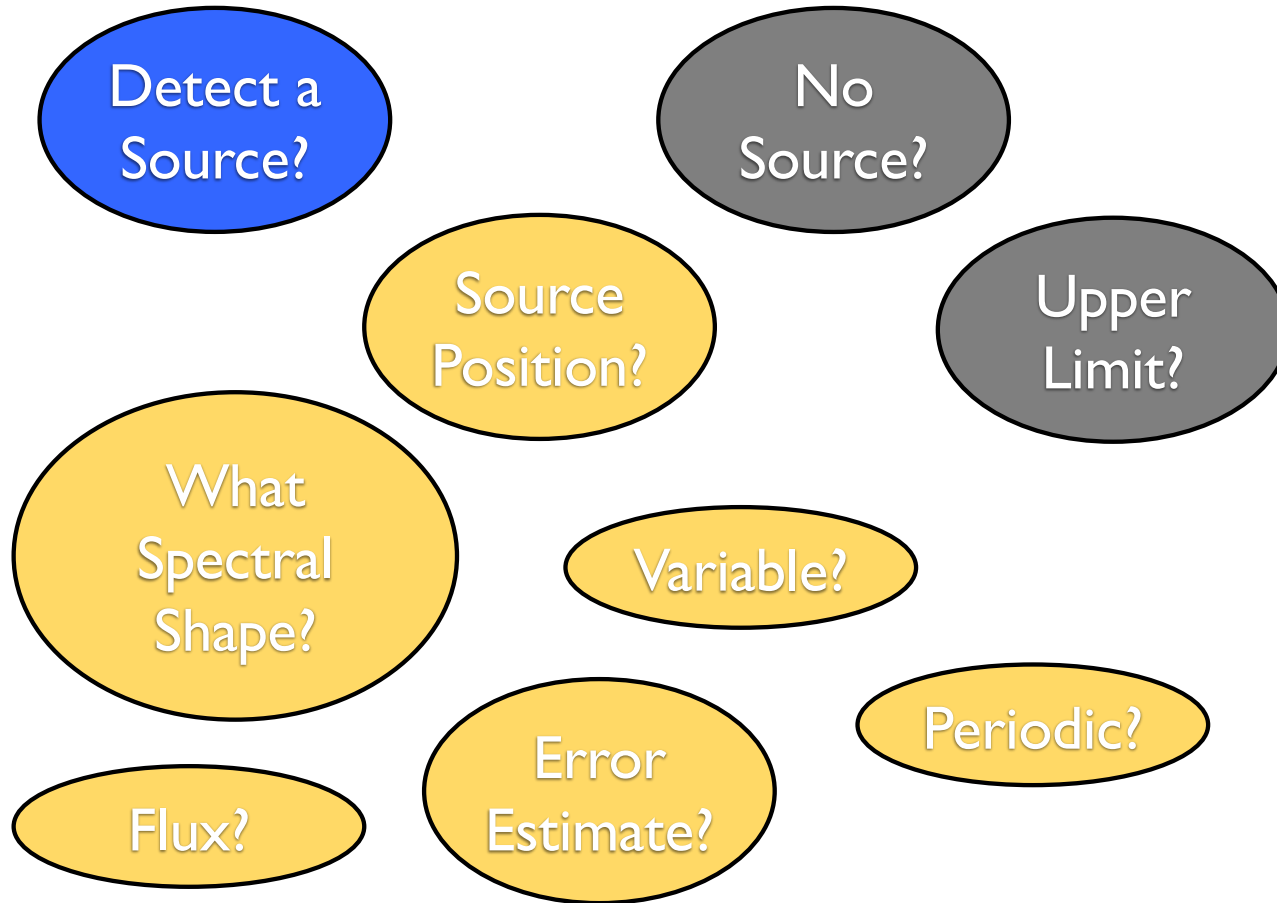 Detect a
Source?
No
Source?
Source
Position?
Upper
Limit?
What
Spectral
Shape?
Variable?
Periodic?
Error
Estimate?
Flux?